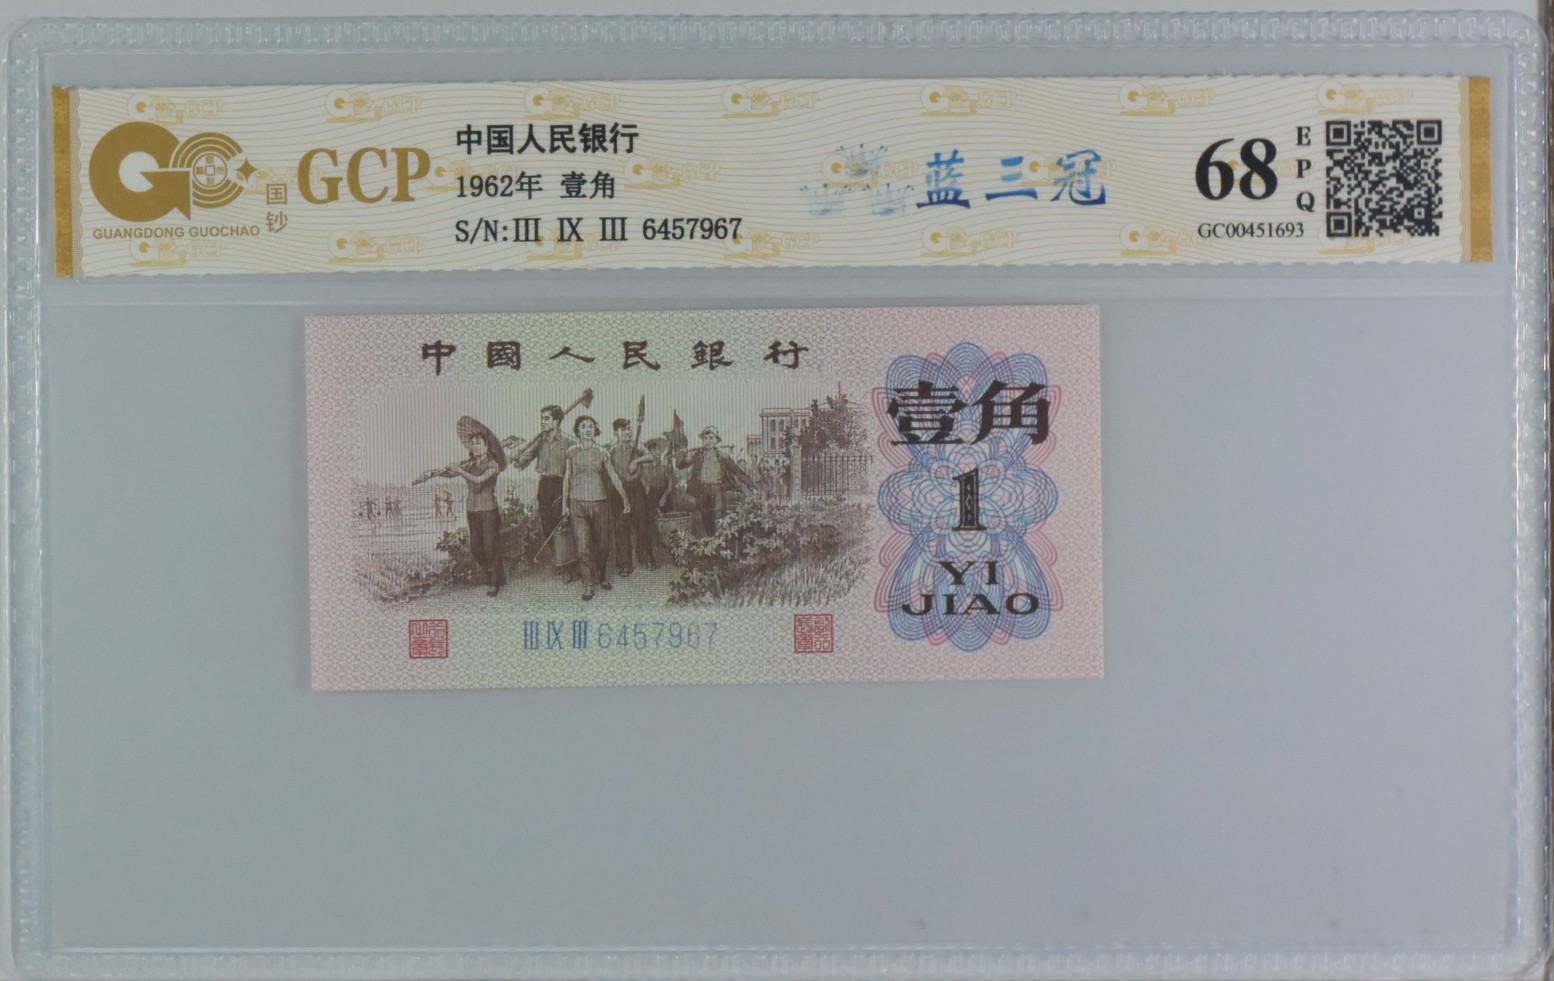 GCP
国
钞
GUANGDONG GUOCHAO
中国人民银行
1962年 壹角
S/N:Ⅲ Ⅸ Ⅲ 6457967
蓝三冠
68
EPQ
GC00451693
中國人民銀行
壹角
1
YI
JIAO
Ⅲ Ⅸ Ⅲ 6457967